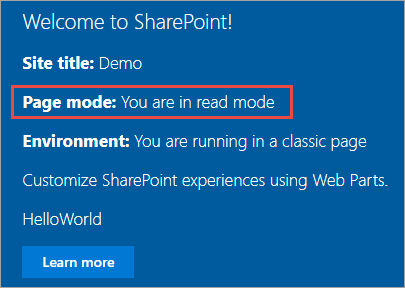 Welcome to SharePoint!
Site title: Demo
Page mode: You are in read mode
Environment: You are running in a classic page
Customize SharePoint experiences using Web Parts.
HelloWorld
Learn more